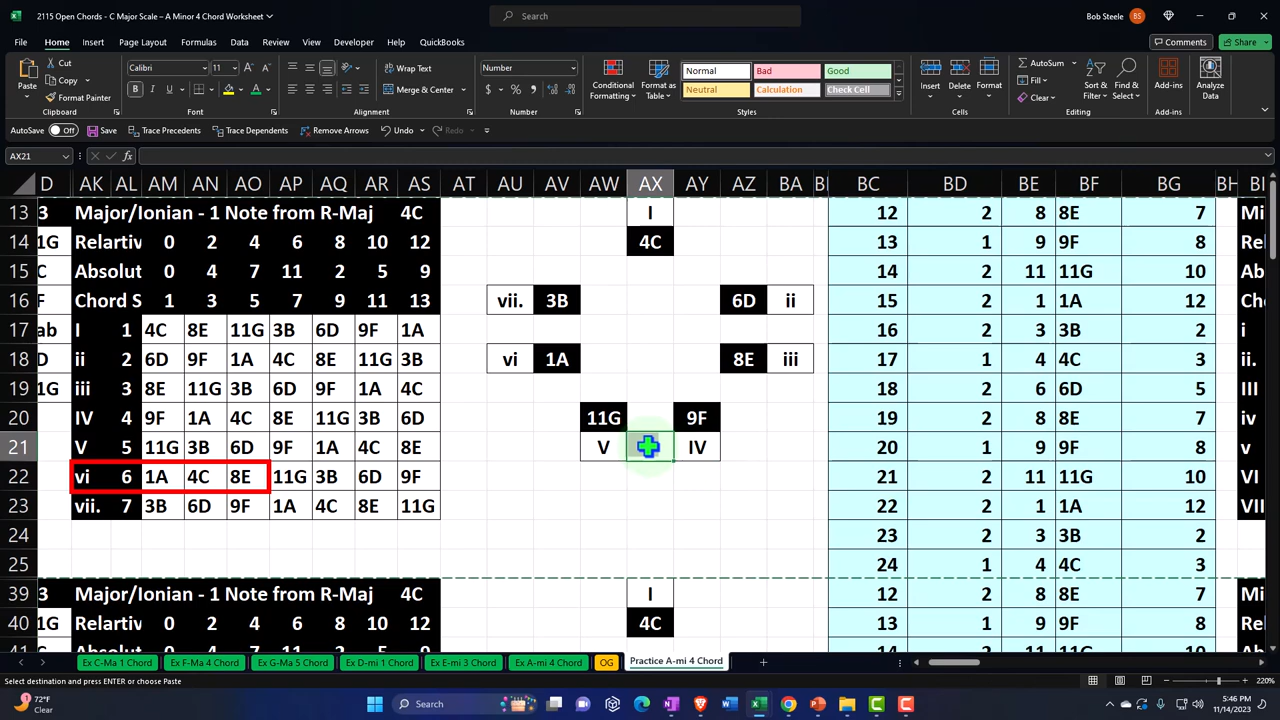 2115 Open Chords - C Major Scale – A Minor 4 Chord Worksheet
Search
Bob Steele BS
File Home Insert Page Layout Formulas Data Review View Developer Help QuickBooks Comments Share
Cut Calibri 11 Wrap Text Number Normal Bad Good AutoSum
Copy Fill
Paste Format Painter Merge & Center Conditional Formatting Format as Table Neutral Calculation Check Cell Insert Delete Format Clear Sort & Filter Find & Select Add-ins Analyze Data
Clipboard Font Alignment Number Styles Cells Editing Add-ins
AutoSave Off Save Trace Precedents Trace Dependents Remove Arrows Undo Redo
AX21 fx
D AK AL AM AN AO AP AQ AR AS AT AU AV AW AX AY AZ BA BC BD BE BF BG
13 3 Major/Ionian - 1 Note from R-Maj 4C I 12 2 8 8E 7 Mi
14 1G Relartiv 0 2 4 6 8 10 12 4C 13 1 9 9F 8 Rel
15 C Absolut 0 4 7 11 2 5 9 14 2 11 11G 10 Ab
16 F Chord S 1 3 5 7 9 11 13 vii. 3B 6D ii 15 2 1 1A 12 Cho
17 ab I 1 4C 8E 11G 3B 6D 9F 1A 16 2 3 3B 2 i
18 D ii 2 6D 9F 1A 4C 8E 11G 3B vi 1A 8E iii 17 1 4 4C 3 ii.
19 1G iii 3 8E 11G 3B 6D 9F 1A 4C 18 2 6 6D 5 III
20 IV 4 9F 1A 4C 8E 11G 3B 6D 11G 9F 19 2 8 8E 7 iv
21 V 5 11G 3B 6D 9F 1A 4C 8E V IV 20 1 9 9F 8 v
22 vi 6 1A 4C 8E 11G 3B 6D 9F 21 2 11 11G 10 VI
23 vii. 7 3B 6D 9F 1A 4C 8E 11G 22 2 1 1A 12 VII
24 23 2 3 3B 2
25 24 1 4 4C 3
39 3 Major/Ionian - 1 Note from R-Maj 4C I 12 2 8 8E 7 Mi
40 1G Relartiv 0 2 4 6 8 10 12 4C 13 1 9 9F 8 Rel
Ex C-Ma 1 Chord Ex F-Ma 4 Chord Ex G-Ma 5 Chord Ex D-mi 1 Chord Ex E-mi 3 Chord Ex A-mi 4 Chord OG Practice A-mi 4 Chord
Select destination and press ENTER or choose Paste 220%
72°F
Clear
Search
5:46 PM
11/14/2023